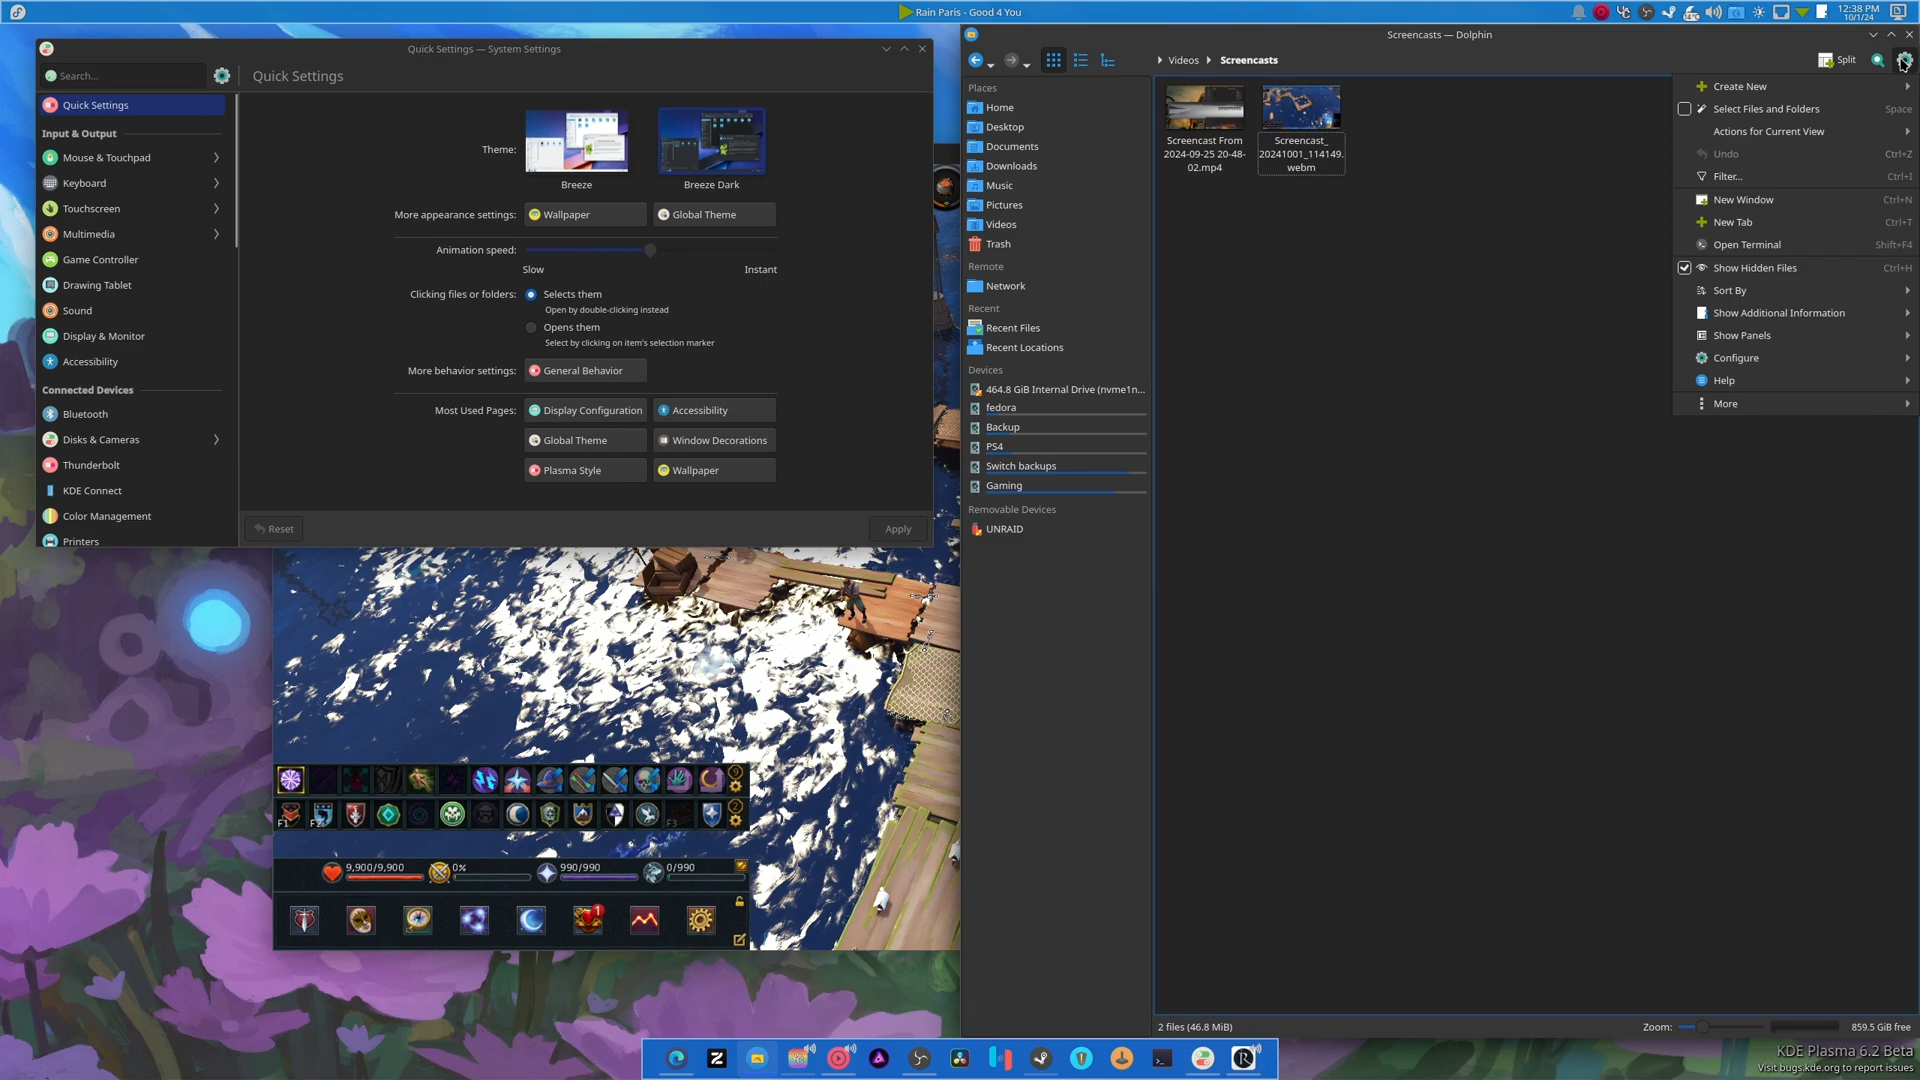 Rain Paris - Good 4 You
12:38 PM
10/1/24
Quick Settings — System Settings
Search...
Quick Settings
Quick Settings
Input & Output
Mouse & Touchpad
Keyboard
Touchscreen
Multimedia
Game Controller
Drawing Tablet
Sound
Display & Monitor
Accessibility
Connected Devices
Bluetooth
Disks & Cameras
Thunderbolt
KDE Connect
Color Management
Printers
Theme:
Breeze
Breeze Dark
More appearance settings:
Wallpaper
Global Theme
Animation speed:
Slow
Instant
Clicking files or folders:
Selects them
Open by double-clicking instead
Opens them
Select by clicking on item's selection marker
More behavior settings:
General Behavior
Most Used Pages:
Display Configuration
Accessibility
Global Theme
Window Decorations
Plasma Style
Wallpaper
Reset
Apply
Screencasts — Dolphin
Videos
Screencasts
Split
Places
Home
Desktop
Documents
Downloads
Music
Pictures
Videos
Trash
Remote
Network
Recent
Recent Files
Recent Locations
Devices
464.8 GiB Internal Drive (nvme1n...
fedora
Backup
PS4
Switch backups
Gaming
Removable Devices
UNRAID
Screencast From
2024-09-25 20-48-
02.mp4
Screencast_
20241001_114149.
webm
Create New
Select Files and Folders Space
Actions for Current View
Undo Ctrl+Z
Filter... Ctrl+I
New Window Ctrl+N
New Tab Ctrl+T
Open Terminal Shift+F4
Show Hidden Files Ctrl+H
Sort By
Show Additional Information
Show Panels
Configure
Help
More
2 files (46.8 MiB)
Zoom:
859.5 GiB free
9
F1
F2
F3
2
9,900/9,900
0%
990/990
0/990
1
KDE Plasma 6.2 Beta
Visit bugs.kde.org to report issues